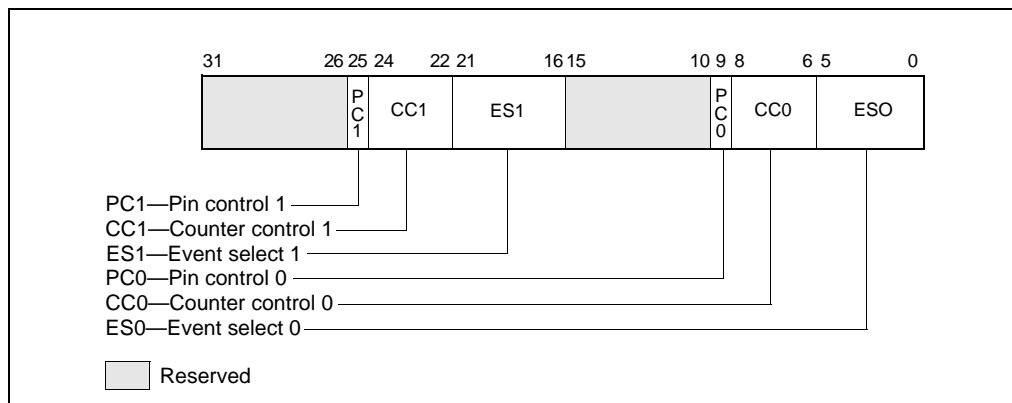 31 26 25 24 22 21 16 15 10 9 8 6 5 0
PC1 CC1 ES1 PC0 CC0 ESO
PC1—Pin control 1
CC1—Counter control 1
ES1—Event select 1
PC0—Pin control 0
CC0—Counter control 0
ES0—Event select 0
Reserved